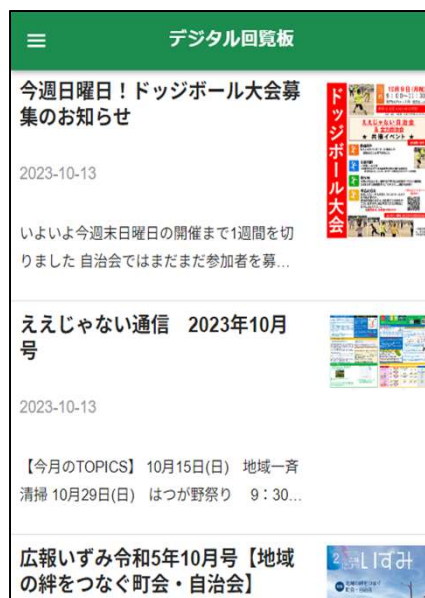 デジタル回覧板
今週日曜日！ドッジボール大会募
集のお知らせ
2023-10-13
いよいよ今週末日曜日の開催まで1週間を切
りました 自治会ではまだまだ参加者を募…
ドッジボール大会
ええじゃない通信　2023年10月
号
2023-10-13
【今月のTOPICS】 10月15日(日)　地域一斉
清掃 10月29日(日)　はつが野祭り　9：30…
広報いずみ令和5年10月号【地域
の絆をつなぐ町会・自治会】
いずみ